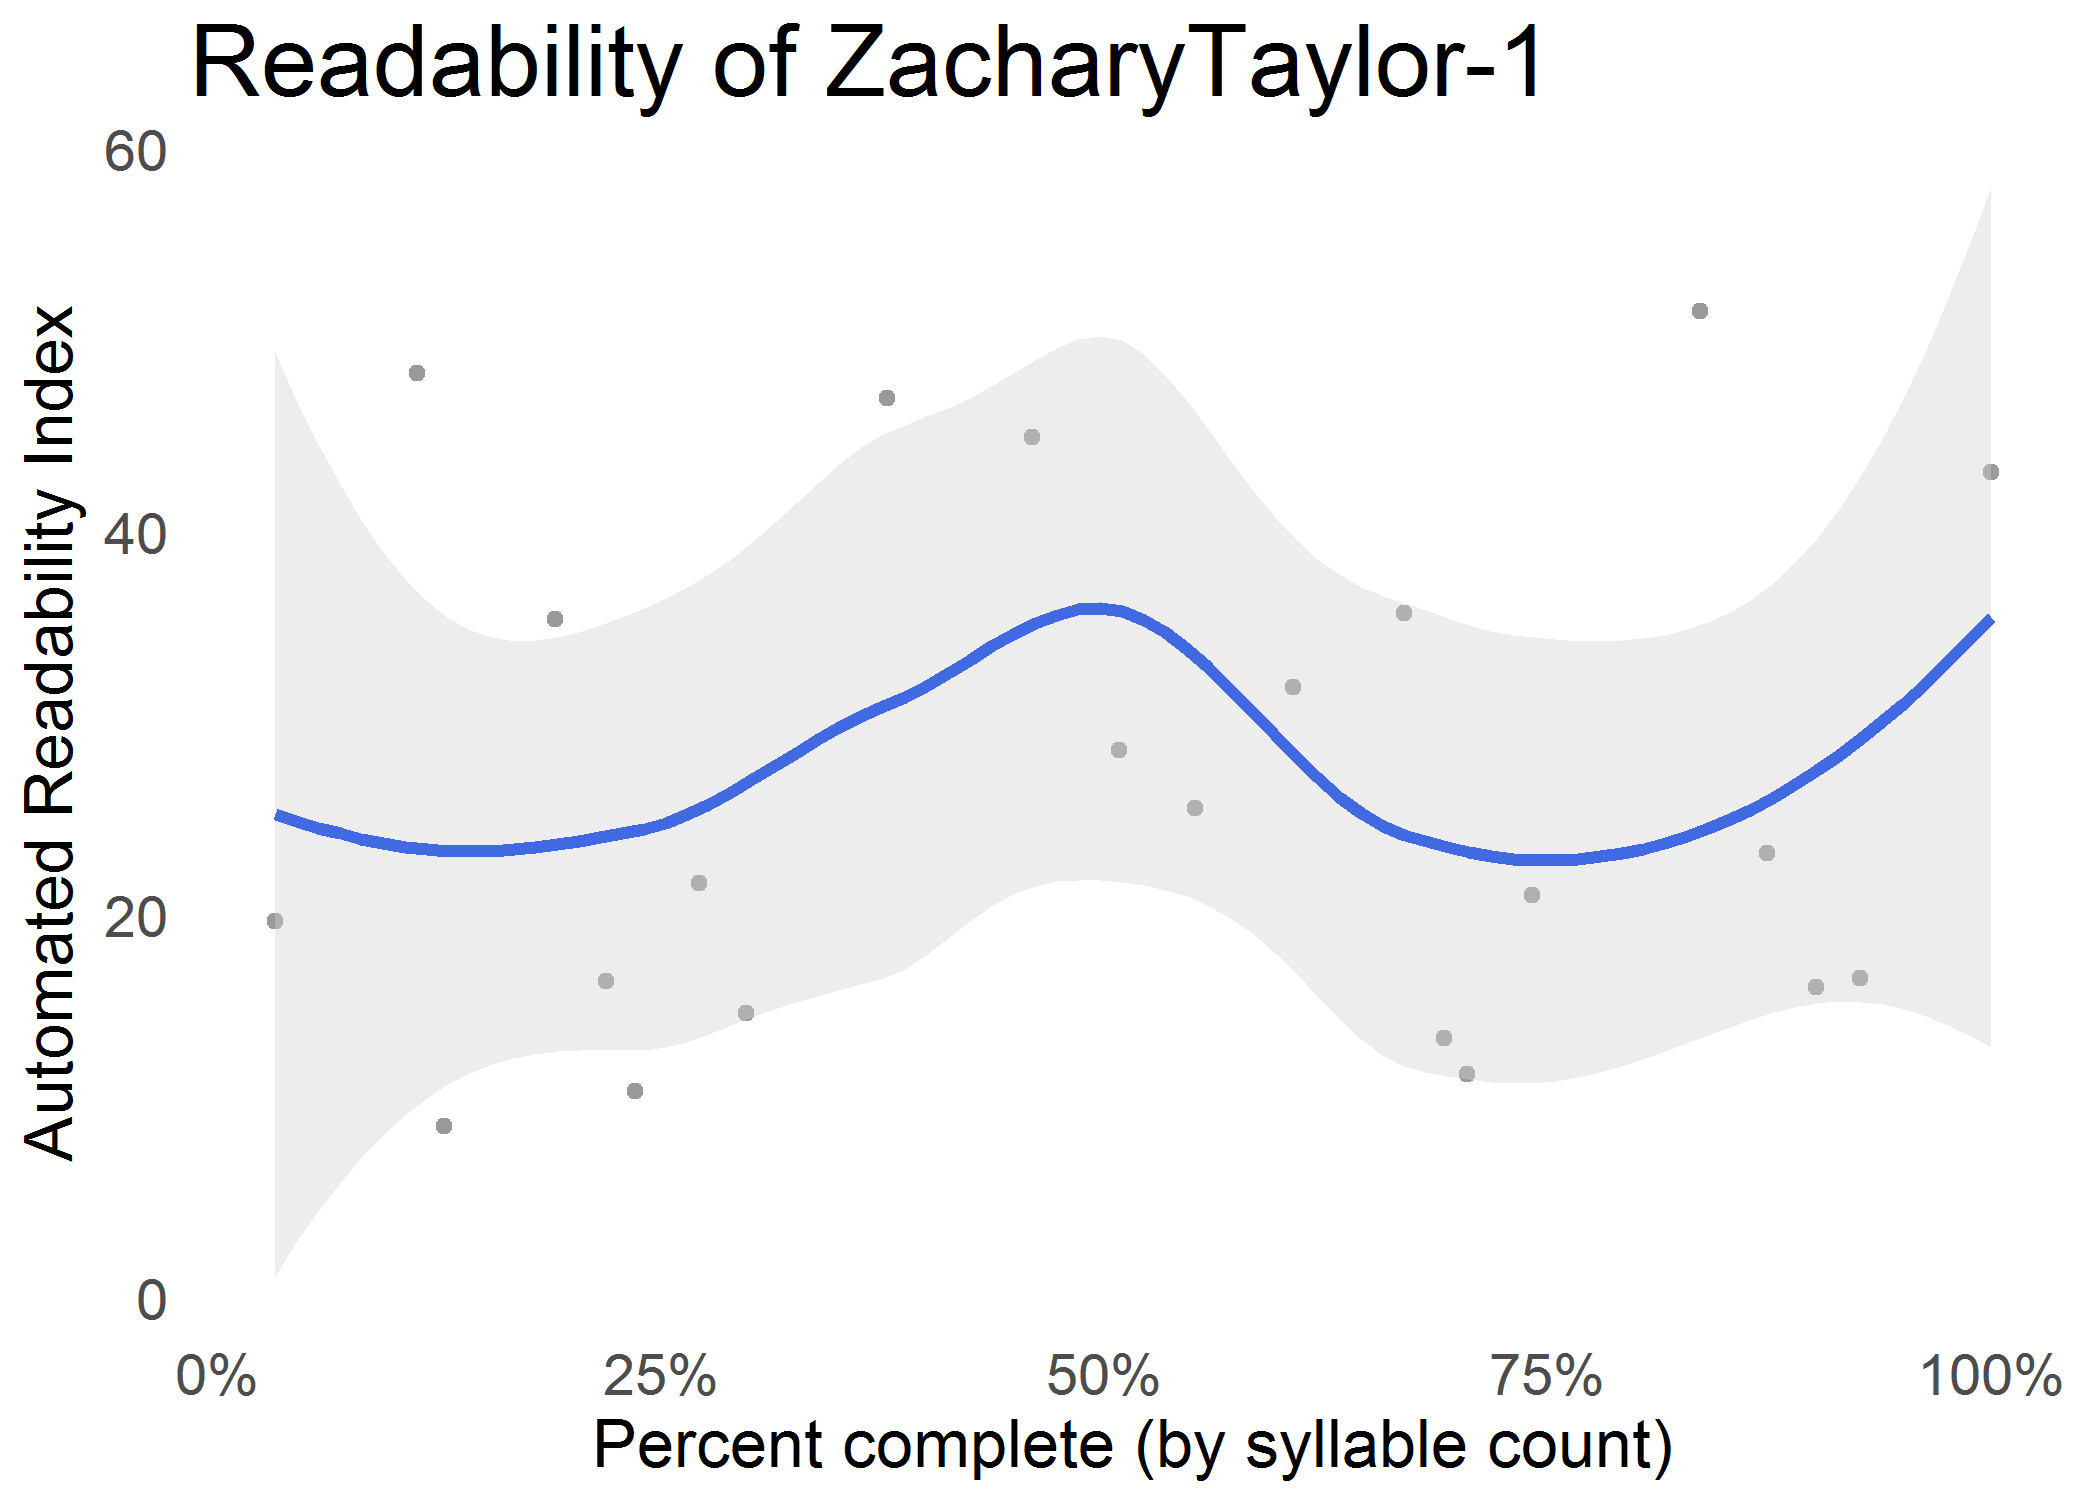 Readability of ZacharyTaylor-1
60
40
20
0
Automated Readability Index
0% 25% 50% 75% 100%
Percent complete (by syllable count)